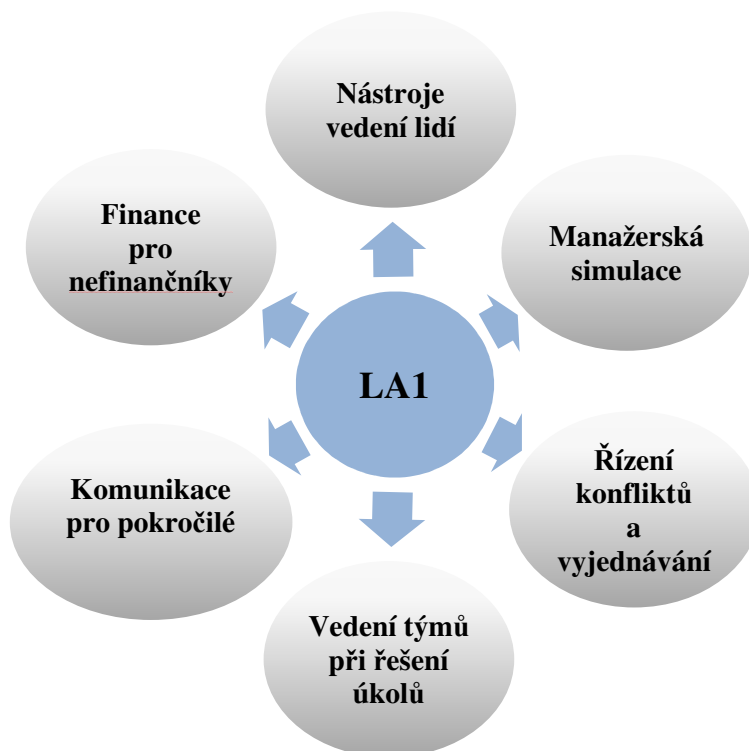 Nástroje
vedení lidí
Finance
pro
nefinančníky
Manažerská
simulace
LA1
Komunikace
pro pokročilé
Řízení
konfliktů
a
vyjednávání
Vedení týmů
při řešení
úkolů